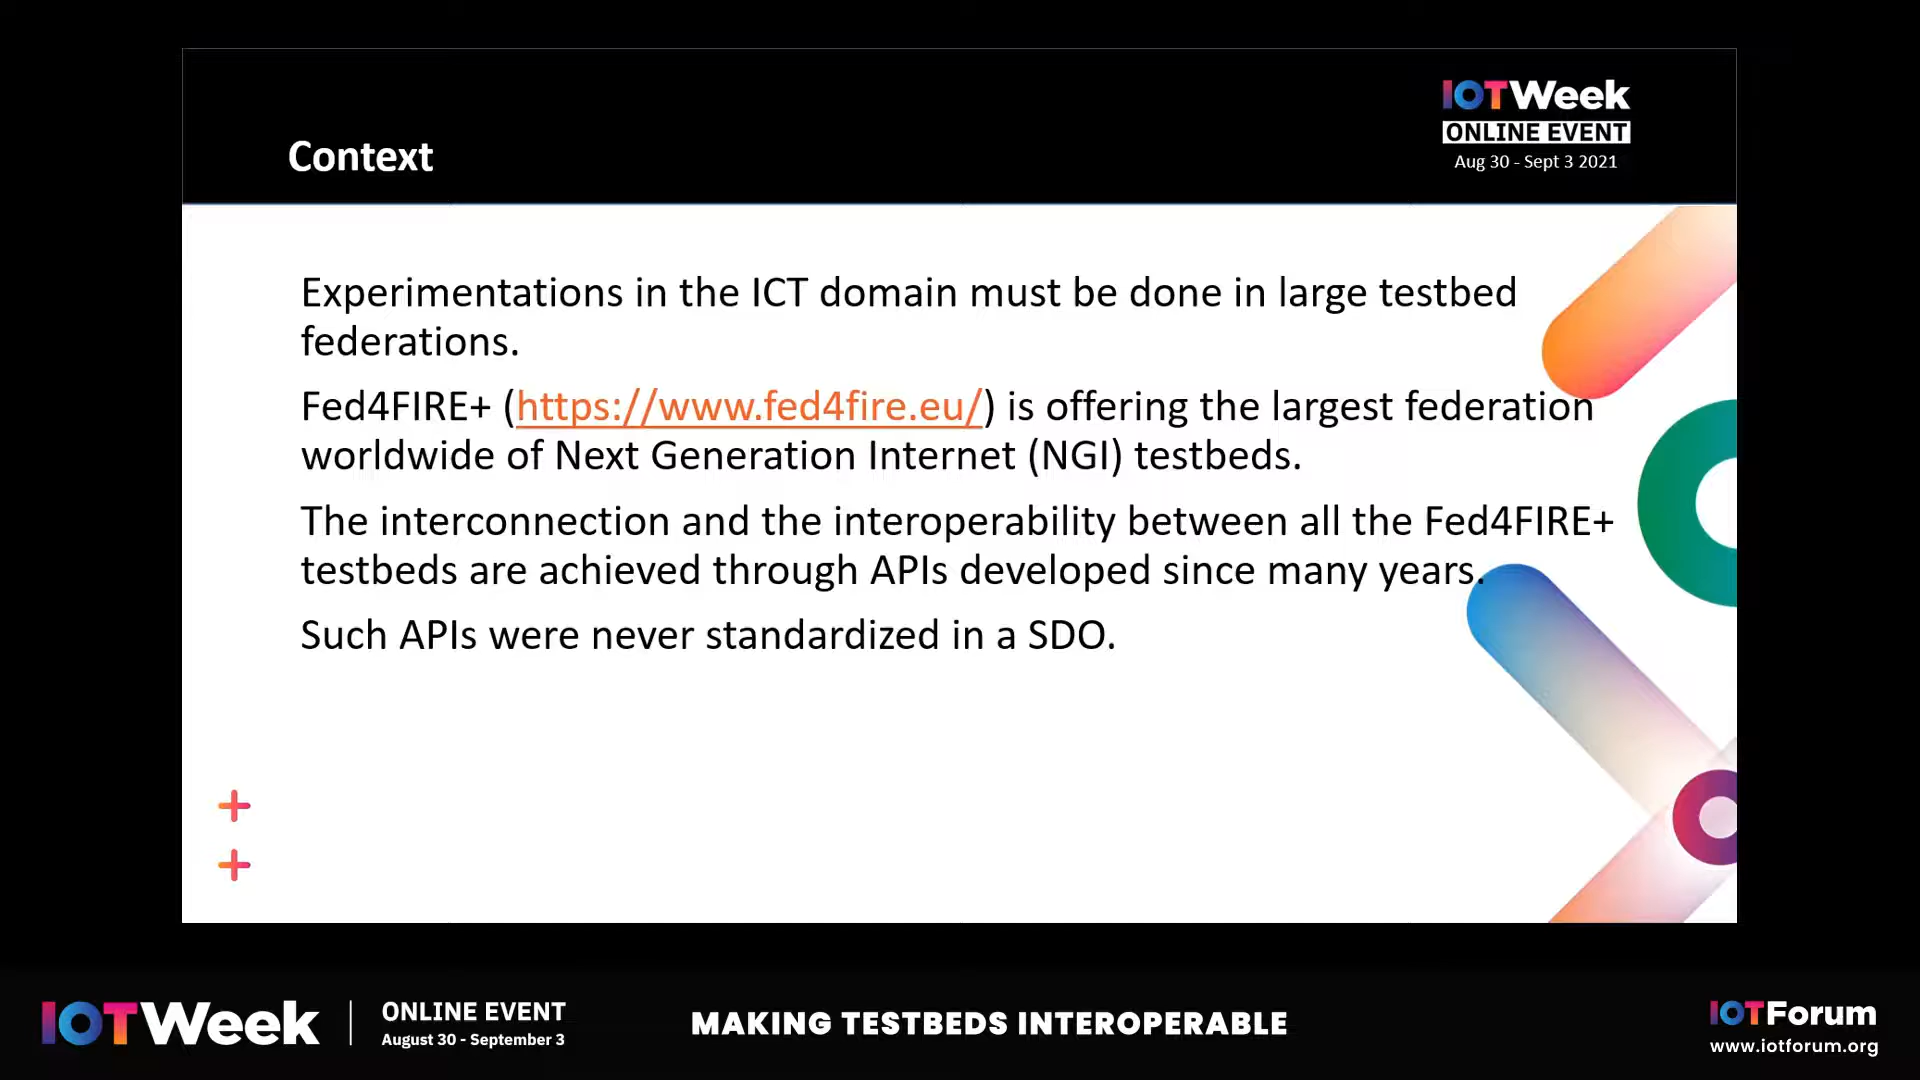 IOTWeek
ONLINE EVENT
Aug 30 - Sept 3 2021
Context
Experimentations in the ICT domain must be done in large testbed
federations.
Fed4FIRE+ (https://www.fed4fire.eu/) is offering the largest federation
worldwide of Next Generation Internet (NGI) testbeds.
The interconnection and the interoperability between all the Fed4FIRE+
testbeds are achieved through APIs developed since many years.
Such APIs were never standardized in a SDO.
IOTWeek
ONLINE EVENT
August 30 - September 3
MAKING TESTBEDS INTEROPERABLE
IOTForum
www.iotforum.org